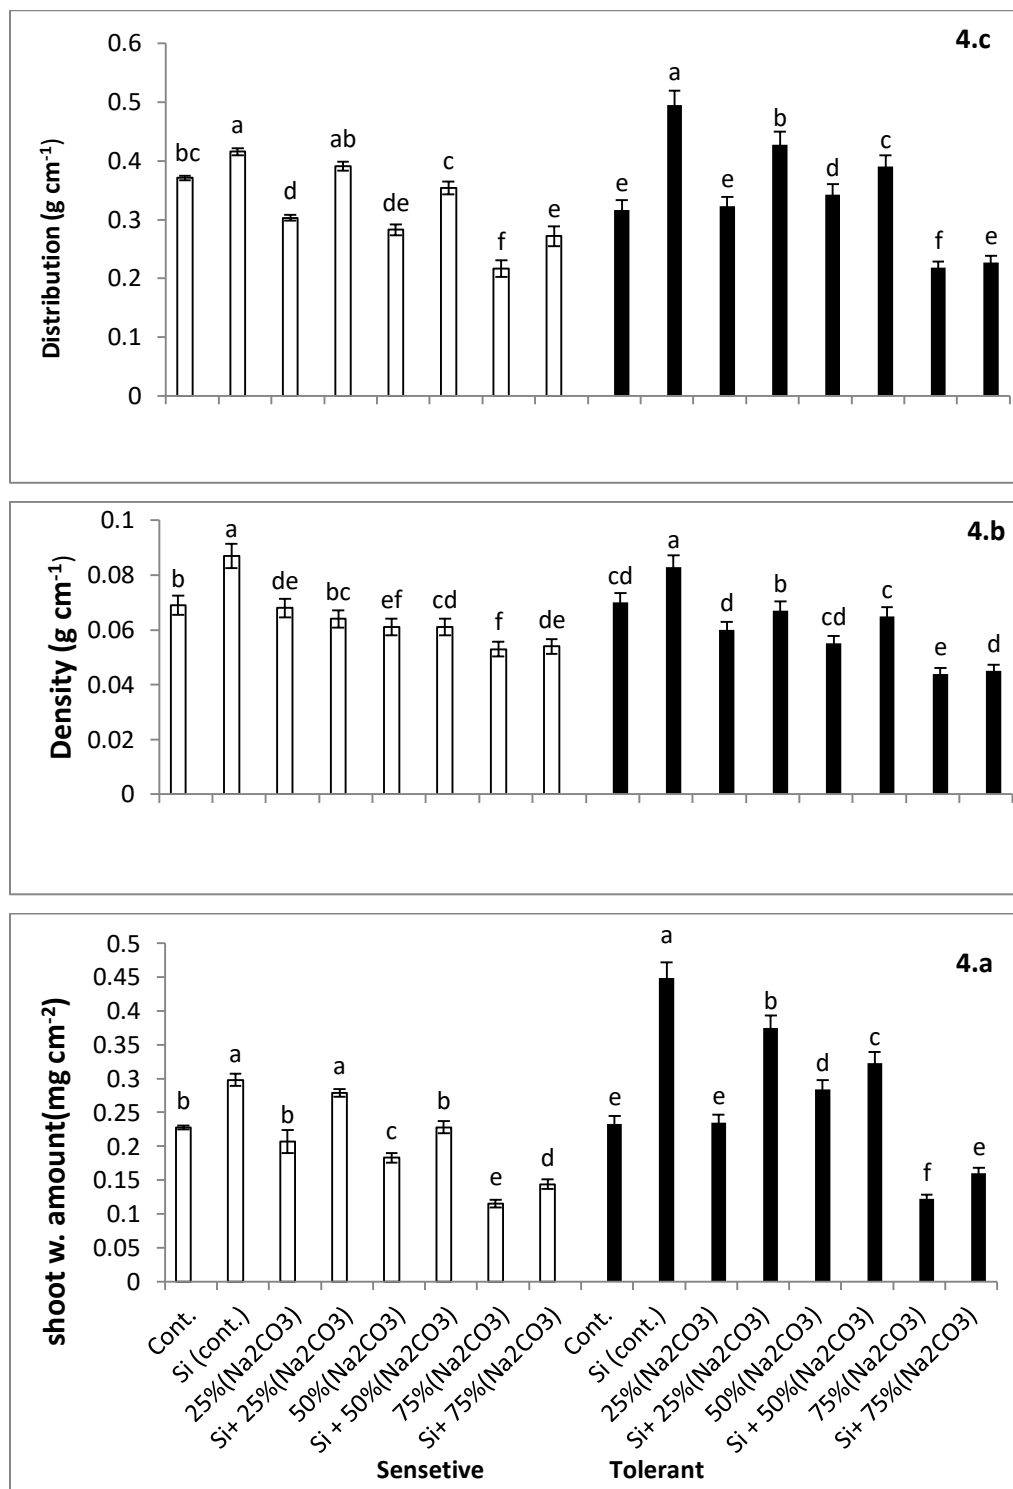 4.c
Distribution (g cm-1)
0.6
0.5
0.4
0.3
0.2
0.1
0
bc a d ab de c f e e a e b d c f e
4.b
Density (g cm-1)
0.1
0.08
0.06
0.04
0.02
0
b a de bc ef cd f de cd a d b cd c e d
4.a
shoot w. amount(mg cm-2)
0.5
0.45
0.4
0.35
0.3
0.25
0.2
0.15
0.1
0.05
0
b a b a c b e d e a e b d c f e
Cont.
Si (cont.)
25%(Na2CO3)
Si+ 25%(Na2CO3)
50%(Na2CO3)
Si + 50%(Na2CO3)
75%(Na2CO3)
Si+ 75%(Na2CO3)
Cont.
Si (cont.)
25%(Na2CO3)
Si+ 25%(Na2CO3)
50%(Na2CO3)
Si + 50%(Na2CO3)
75%(Na2CO3)
Si+ 75%(Na2CO3)
Sensetive Tolerant